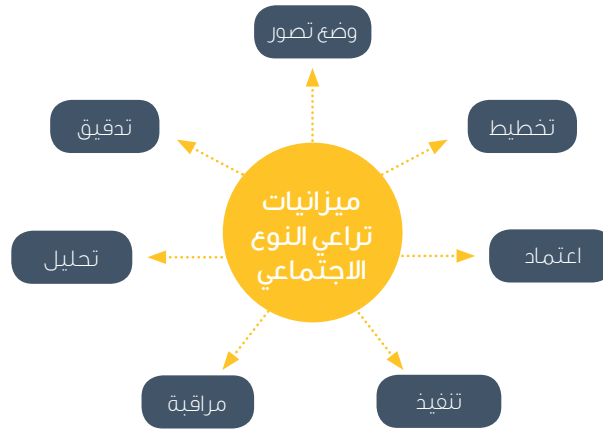 وضع تصور
تخطيط
اعتماد
تنفيذ
مراقبة
تحليل
تدقيق
ميزانيات
تراعي النوع
الاجتماعي